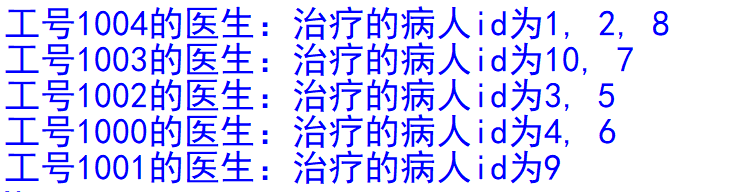 工号1004的医生：治疗的病人id为1, 2, 8
工号1003的医生：治疗的病人id为10, 7
工号1002的医生：治疗的病人id为3, 5
工号1000的医生：治疗的病人id为4, 6
工号1001的医生：治疗的病人id为9